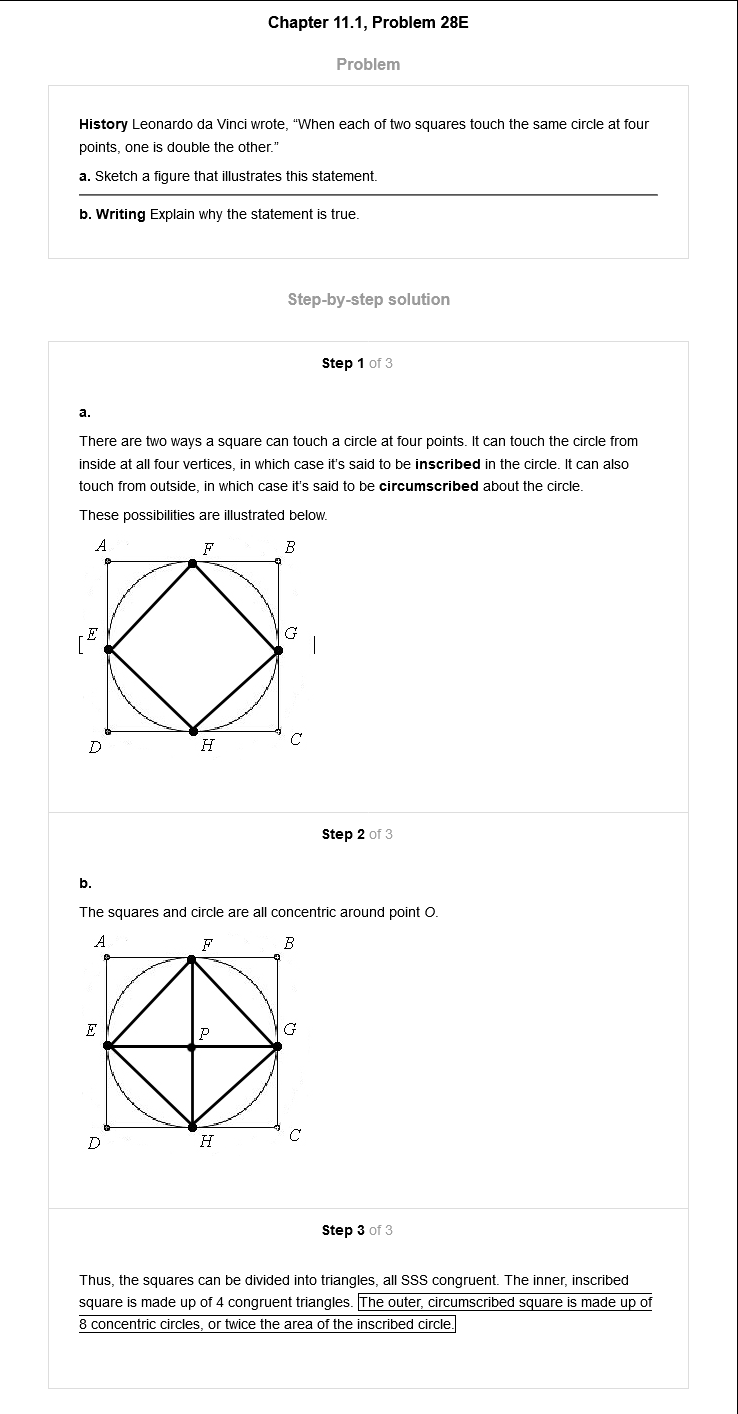 Chapter 11.1, Problem 28E
Problem
History Leonardo da Vinci wrote, “When each of two squares touch the same circle at four
points, one is double the other.”
a. Sketch a figure that illustrates this statement.
b. Writing Explain why the statement is true.
Step-by-step solution
Step 1 of 3
a.
There are two ways a square can touch a circle at four points. It can touch the circle from
inside at all four vertices, in which case it's said to be inscribed in the circle. It can also
touch from outside, in which case it's said to be circumscribed about the circle.
These possibilities are illustrated below.
A F B
[ E G |
D H C
Step 2 of 3
b.
The squares and circle are all concentric around point O.
A F B
E P G
D H C
Step 3 of 3
Thus, the squares can be divided into triangles, all SSS congruent. The inner, inscribed
square is made up of 4 congruent triangles. The outer, circumscribed square is made up of
8 concentric circles, or twice the area of the inscribed circle.